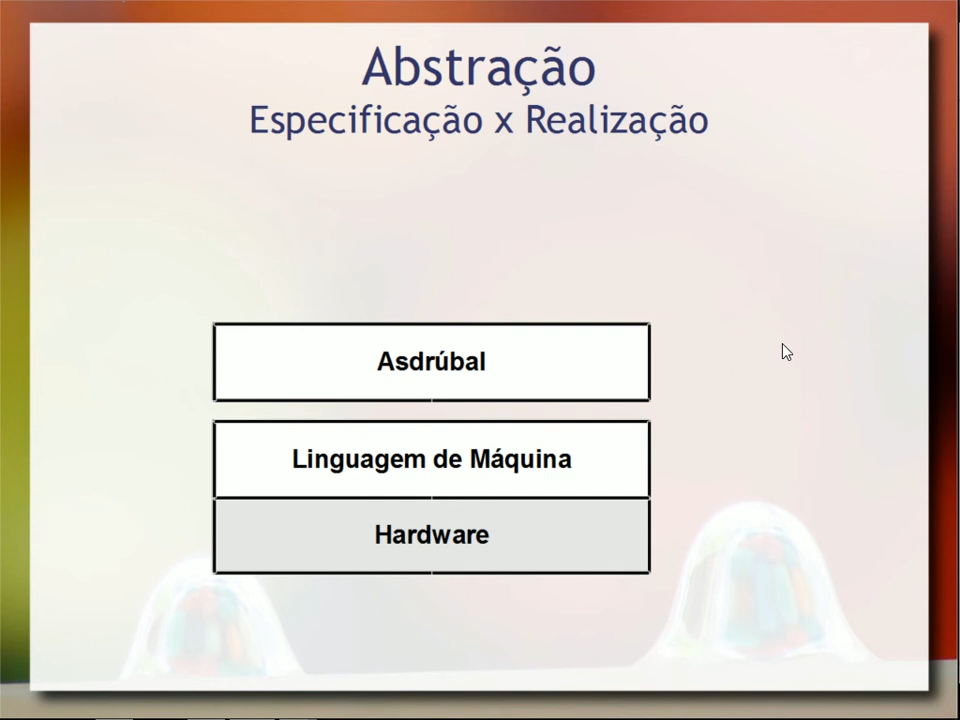 Abstração
Especificação x Realização
Asdrúbal
Linguagem de Máquina
Hardware